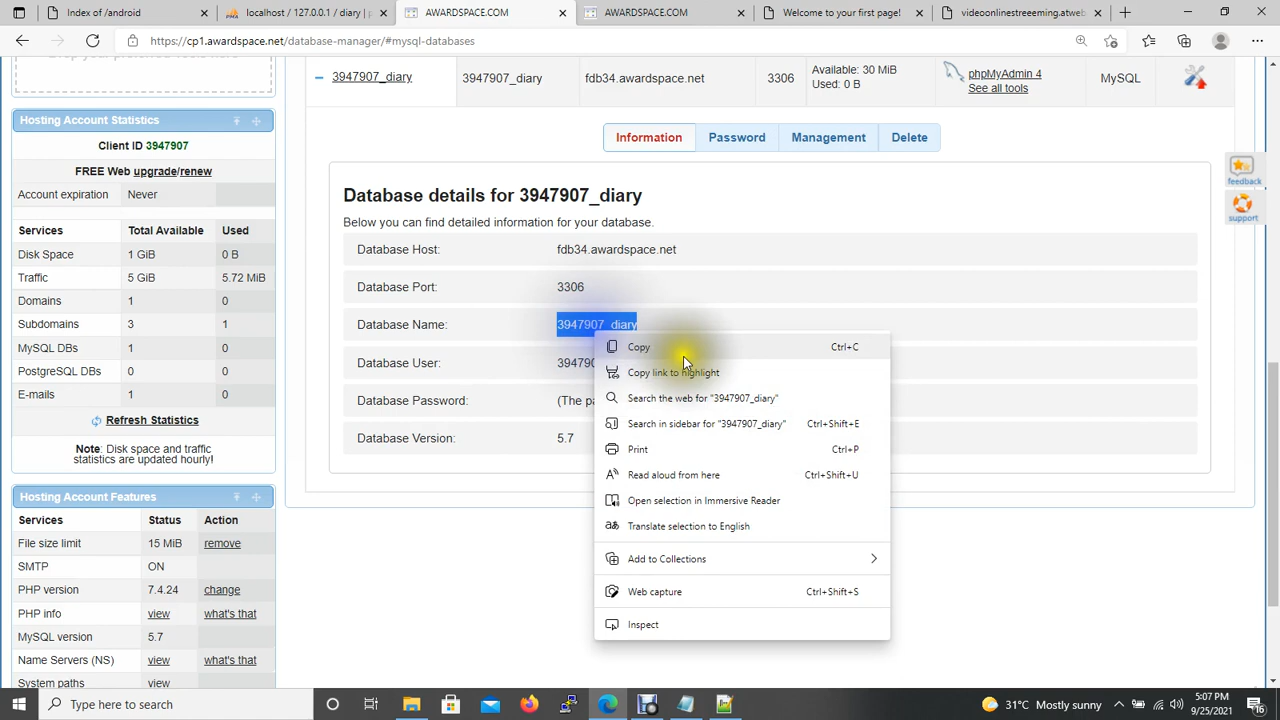 Index of /android
localhost / 127.0.0.1 / diary | p
AWARDSPACE.COM
AWARDSPACE.COM
Welcome to your first page!
videoonlinestreeeming.atweb
https://cp1.awardspace.net/database-manager/#mysql-databases
3947907_diary
3947907_diary
fdb34.awardspace.net
3306
Available: 30 MiB
Used: 0 B
phpMyAdmin 4
See all tools
MySQL
Hosting Account Statistics
Client ID 3947907
FREE Web upgrade/renew
Account expiration Never
Services Total Available Used
Disk Space 1 GiB 0 B
Traffic 5 GiB 5.72 MiB
Domains 1 0
Subdomains 3 1
MySQL DBs 1 0
PostgreSQL DBs 0 0
E-mails 1 0
Refresh Statistics
Note: Disk space and traffic
statistics are updated hourly!
Hosting Account Features
Services Status Action
File size limit 15 MiB remove
SMTP ON
PHP version 7.4.24 change
PHP info view what's that
MySQL version 5.7
Name Servers (NS) view what's that
System paths view
Information Password Management Delete
Database details for 3947907_diary
Below you can find detailed information for your database.
Database Host: fdb34.awardspace.net
Database Port: 3306
Database Name: 3947907_diary
Database User:
Database Password: (The
Database Version: 5.7
Copy Ctrl+C
Copy link to highlight
Search the web for "3947907_diary"
Search in sidebar for "3947907_diary" Ctrl+Shift+E
Print Ctrl+P
Read aloud from here Ctrl+Shift+U
Open selection in Immersive Reader
Translate selection to English
Add to Collections
Web capture Ctrl+Shift+S
Inspect
feedback
support
Type here to search
31°C Mostly sunny
5:07 PM
9/25/2021
16